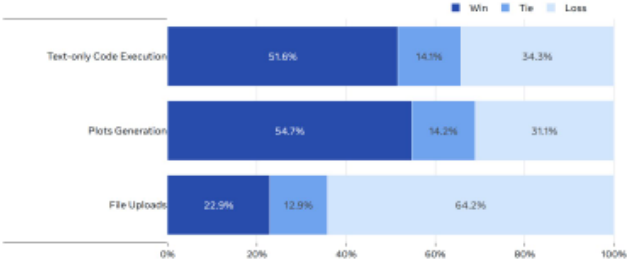 Win Tie Loss
Text-only Code Execution 51.6% 14.1% 34.3%
Plots Generation 54.7% 14.2% 31.1%
File Uploads 22.9% 12.9% 64.2%
0% 20% 40% 60% 80% 100%